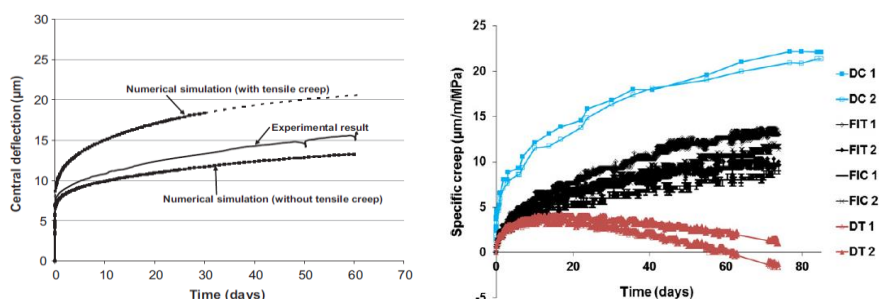 30
25
20
15
10
5
0
Central deflection (μm)
Numerical simulation (with tensile creep)
Experimental result
Numerical simulation (without tensile creep)
0 10 20 30 40 50 60 70
Time (days)
25
20
15
10
5
0
-5
Specific creep (μm/m/MPa)
0 20 40 60 80
Time (days)
DC 1
DC 2
FIT 1
FIT 2
FIC 1
FIC 2
DT 1
DT 2